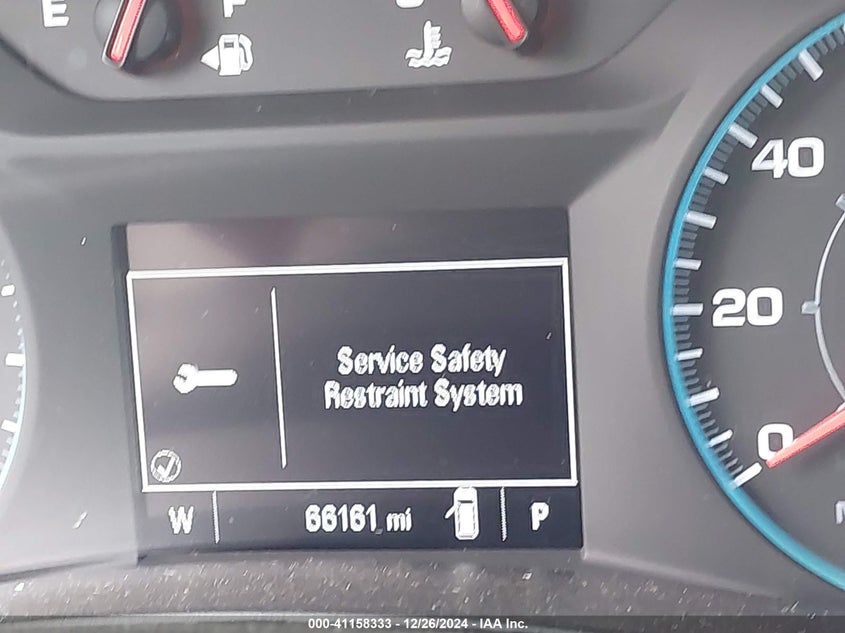 E F
40
20
0
Service Safety
Restraint System
W 66161 mi P
000-41158333 - 12/26/2024 - IAA Inc.